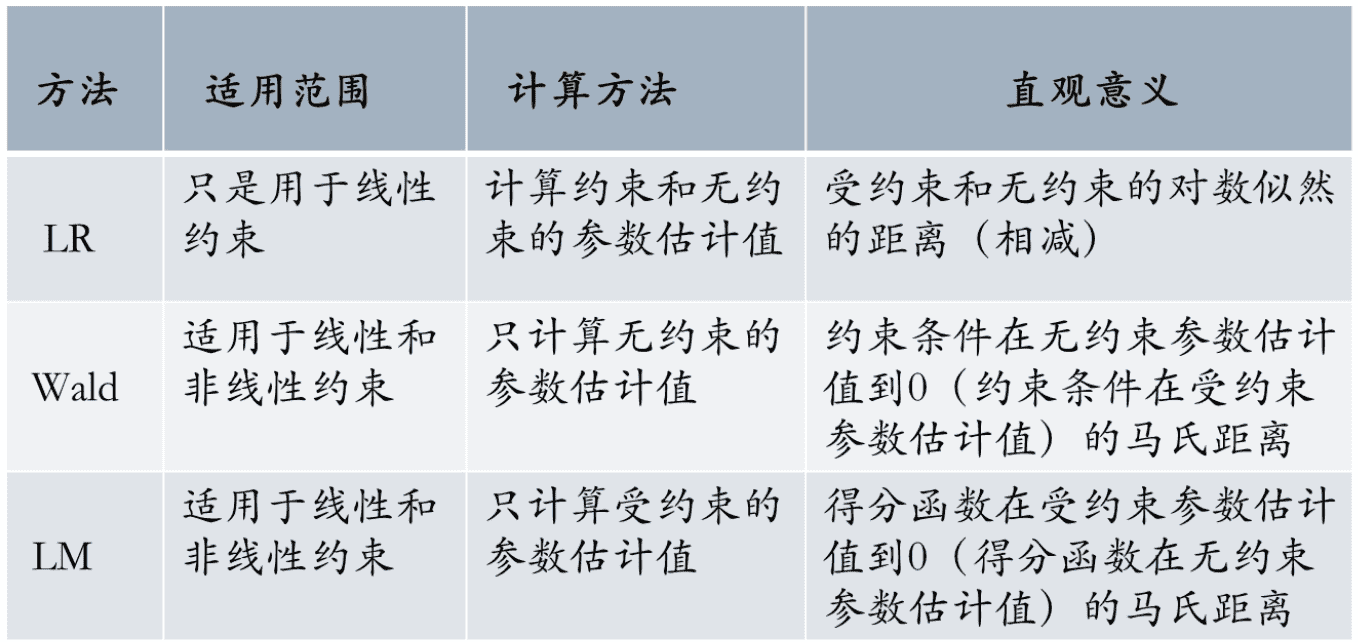 方法
适用范围
计算方法
直观意义
LR
只是用于线性
约束
计算约束和无约
束的参数估计值
受约束和无约束的对数似然
的距离（相减）
Wald
适用于线性和
非线性约束
只计算无约束的
参数估计值
约束条件在无约束参数估计
值到0（约束条件在受约束
参数估计值）的马氏距离
LM
适用于线性和
非线性约束
只计算受约束的
参数估计值
得分函数在受约束参数估计
值到0（得分函数在无约束
参数估计值）的马氏距离